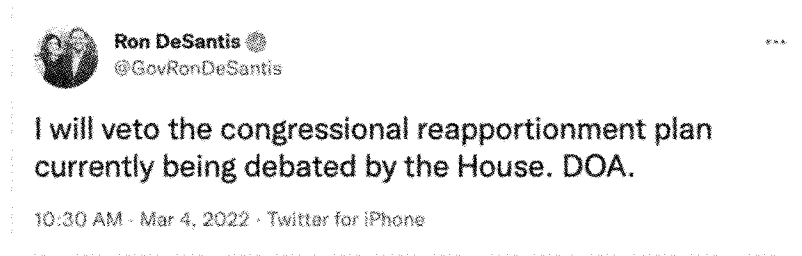 Ron DeSantis
@GovRonDeSantis
I will veto the congressional reapportionment plan
currently being debated by the House. DOA.
10:30 AM · Mar 4, 2022 · Twitter for iPhone